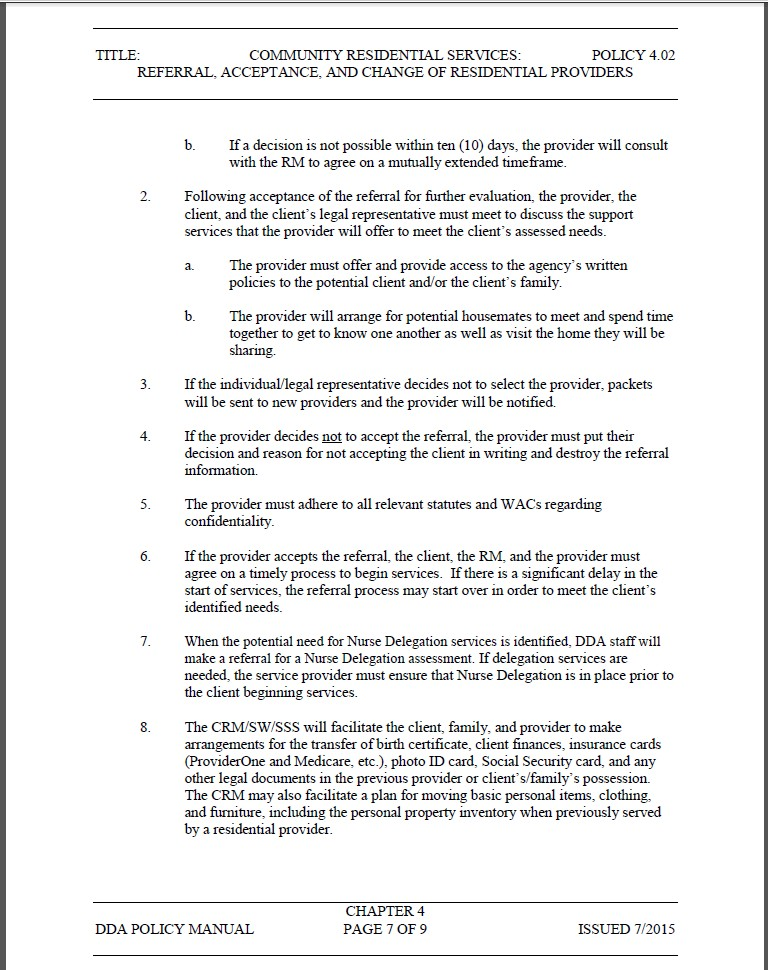 TITLE: COMMUNITY RESIDENTIAL SERVICES: POLICY 4.02
REFERRAL, ACCEPTANCE, AND CHANGE OF RESIDENTIAL PROVIDERS
b. If a decision is not possible within ten (10) days, the provider will consult
with the RM to agree on a mutually extended timeframe.
2. Following acceptance of the referral for further evaluation, the provider, the
client, and the client's legal representative must meet to discuss the support
services that the provider will offer to meet the client's assessed needs.
a. The provider must offer and provide access to the agency's written
policies to the potential client and/or the client's family.
b. The provider will arrange for potential housemates to meet and spend time
together to get to know one another as well as visit the home they will be
sharing.
3. If the individual/legal representative decides not to select the provider, packets
will be sent to new providers and the provider will be notified.
4. If the provider decides not to accept the referral, the provider must put their
decision and reason for not accepting the client in writing and destroy the referral
information.
5. The provider must adhere to all relevant statutes and WACs regarding
confidentiality.
6. If the provider accepts the referral, the client, the RM, and the provider must
agree on a timely process to begin services. If there is a significant delay in the
start of services, the referral process may start over in order to meet the client's
identified needs.
7. When the potential need for Nurse Delegation services is identified, DDA staff will
make a referral for a Nurse Delegation assessment. If delegation services are
needed, the service provider must ensure that Nurse Delegation is in place prior to
the client beginning services.
8. The CRM/SW/SSS will facilitate the client, family, and provider to make
arrangements for the transfer of birth certificate, client finances, insurance cards
(ProviderOne and Medicare, etc.), photo ID card, Social Security card, and any
other legal documents in the previous provider or client's/family's possession.
The CRM may also facilitate a plan for moving basic personal items, clothing,
and furniture, including the personal property inventory when previously served
by a residential provider.
CHAPTER 4
DDA POLICY MANUAL PAGE 7 OF 9 ISSUED 7/2015